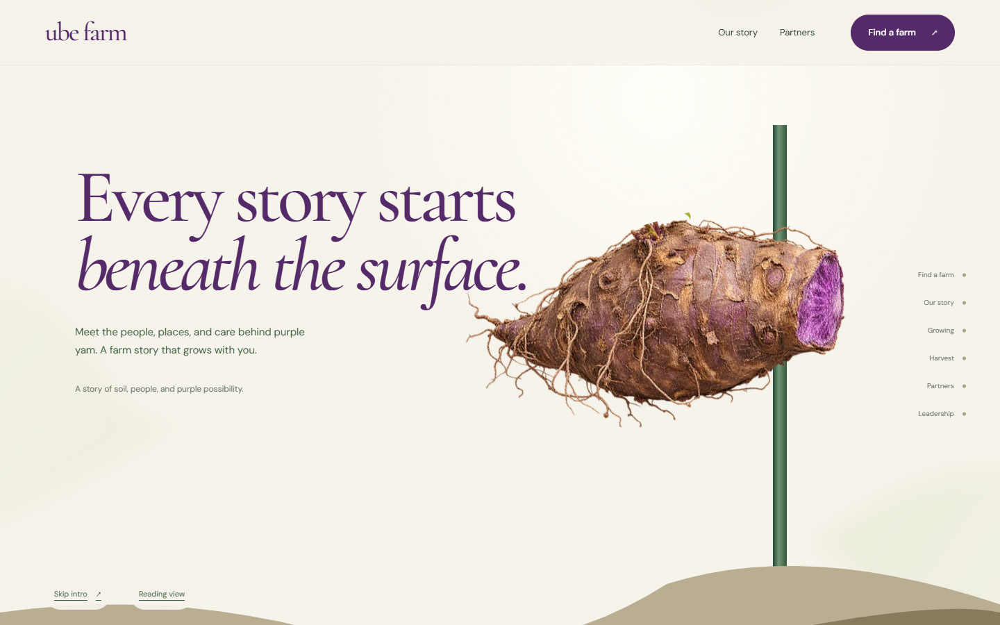 ube farm
Our story
Partners
Find a farm ↗
Every story starts
beneath the surface.
Meet the people, places, and care behind purple
yam. A farm story that grows with you.
A story of soil, people, and purple possibility.
Find a farm
Our story
Growing
Harvest
Partners
Leadership
Skip intro ↗
Reading view